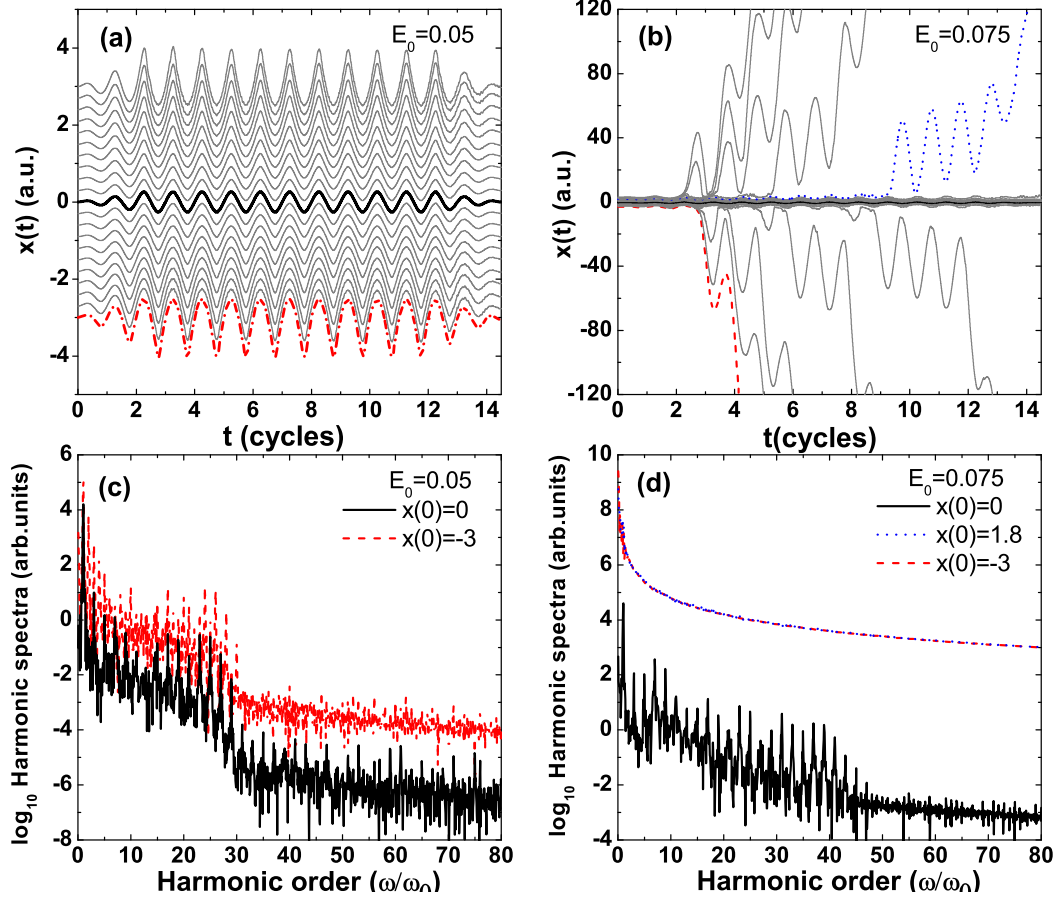 (a)
E0=0.05
4
2
0
-2
-4
x(t) (a.u.)
0 2 4 6 8 10 12 14
t (cycles)
(b)
E0=0.075
120
80
40
0
-40
-80
-120
x(t) (a.u.)
0 2 4 6 8 10 12 14
t(cycles)
(c)
E0=0.05
x(0)=0
x(0)=-3
6
4
2
0
-2
-4
-6
-8
log10 Harmonic spectra (arb.units)
0 10 20 30 40 50 60 70 80
Harmonic order (ω/ω0)
(d)
E0=0.075
x(0)=0
x(0)=1.8
x(0)=-3
10
8
6
4
2
0
-2
-4
log10 Harmonic spectra (arb.units)
0 10 20 30 40 50 60 70 80
Harmonic order (ω/ω0)